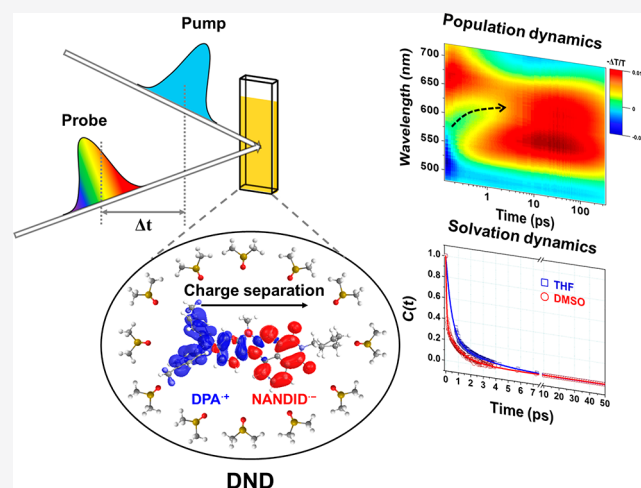 Pump
Probe
Δt
Population dynamics
Wavelength (nm)
700
650
600
550
500
1
10
100
Time (ps)
-ΔT/T
0.01
0
Charge separation
DPA·+
NANDID·−
DND
Solvation dynamics
C(t)
1.0
0.8
0.6
0.4
0.2
0.0
THF
DMSO
0 1 2 3 4 5 6 7 10 20 30 40 50
Time (ps)